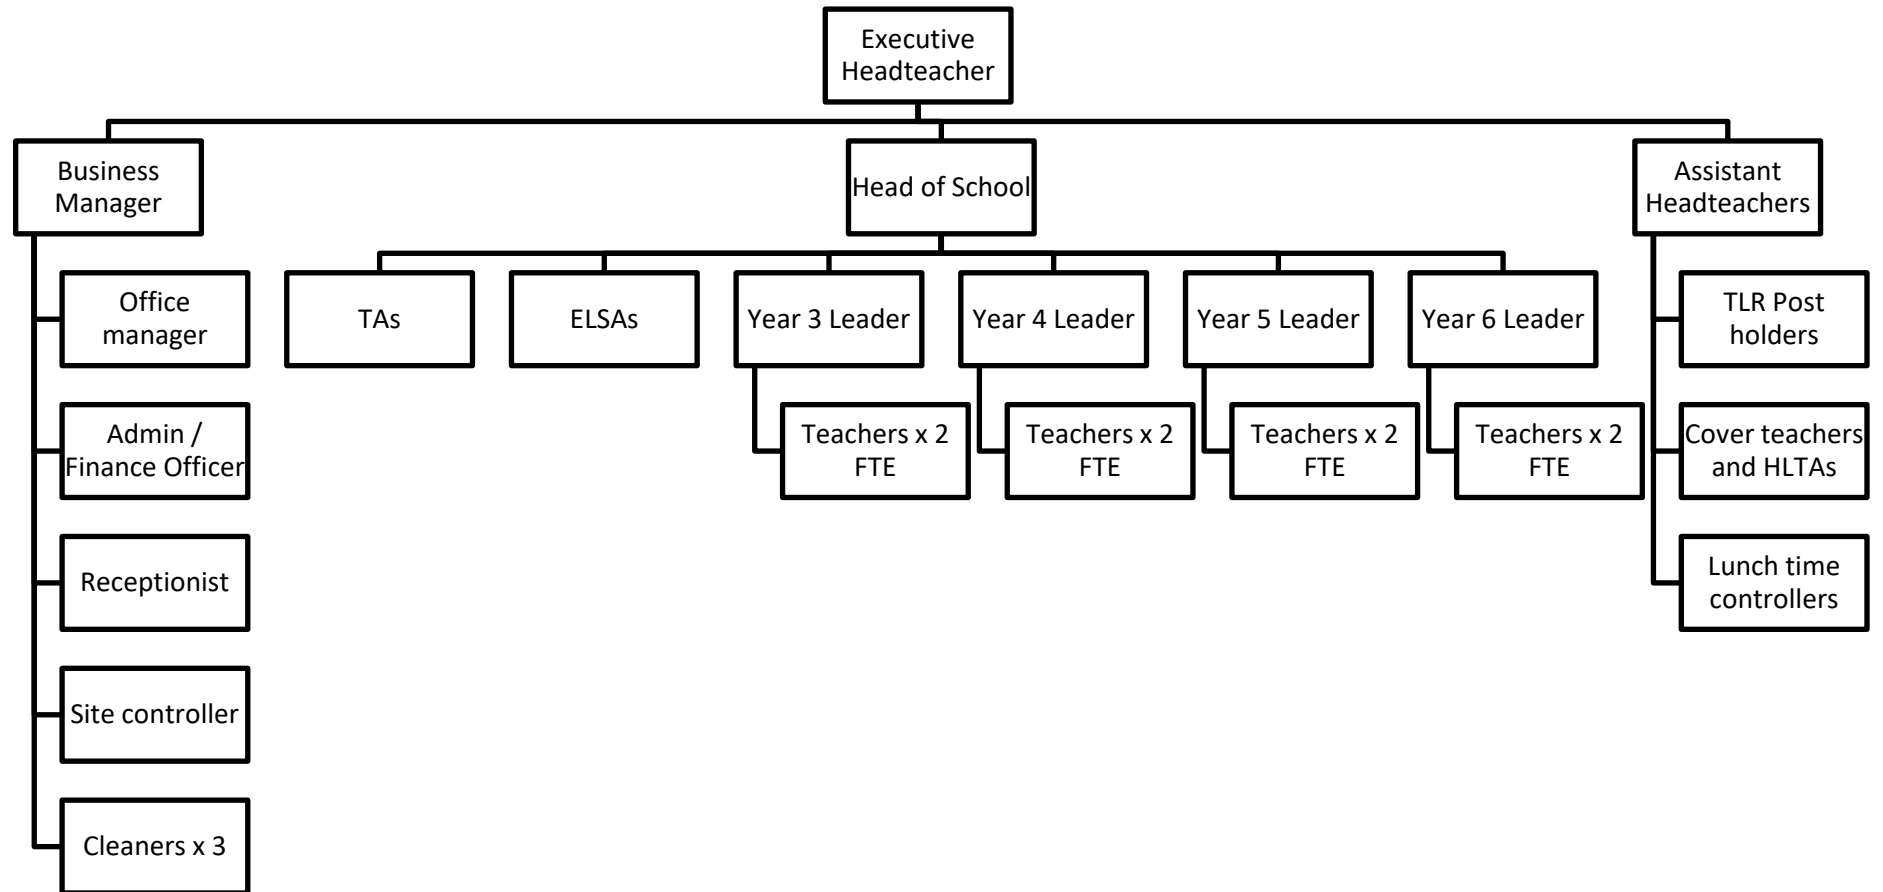 Executive
Headteacher
Business
Manager
Head of School
Assistant
Headteachers
Office
manager
TAs
ELSAs
Year 3 Leader
Year 4 Leader
Year 5 Leader
Year 6 Leader
TLR Post
holders
Admin /
Finance Officer
Teachers x 2
FTE
Teachers x 2
FTE
Teachers x 2
FTE
Teachers x 2
FTE
Cover teachers
and HLTAs
Receptionist
Lunch time
controllers
Site controller
Cleaners x 3